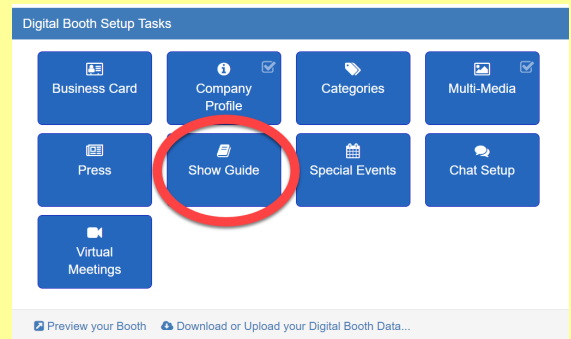 Digital Booth Setup Tasks
Business Card
Company
Profile
Categories
Multi-Media
Press
Show Guide
Special Events
Chat Setup
Virtual
Meetings
Preview your Booth Download or Upload your Digital Booth Data...